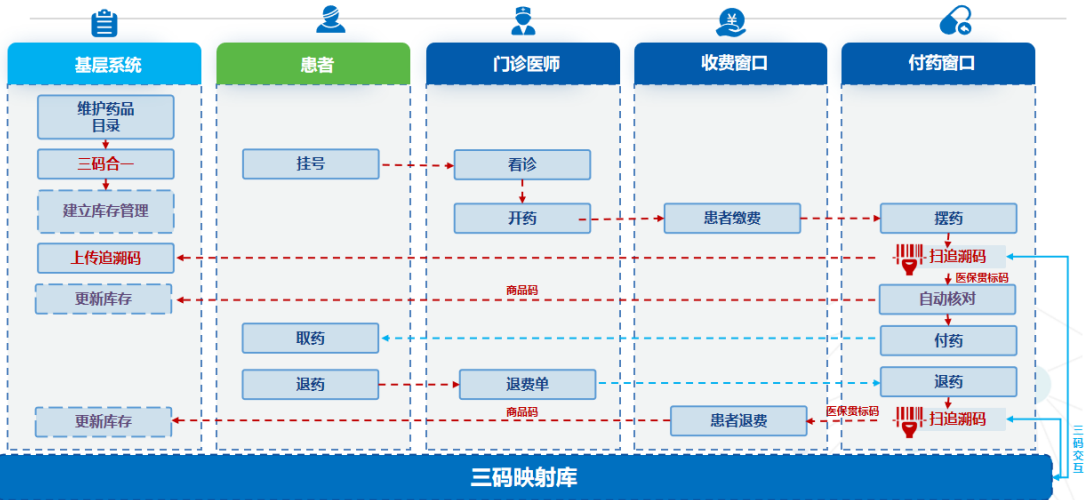 基层系统
患者
门诊医师
收费窗口
付药窗口
维护药品
目录
三码合一
挂号
看诊
建立库存管理
开药
患者缴费
摆药
上传追溯码
扫追溯码
医保贯标码
更新库存
商品码
自动核对
取药
付药
退药
退费单
退药
更新库存
商品码
患者退费
医保贯标码
扫追溯码
三码交互
三码映射库